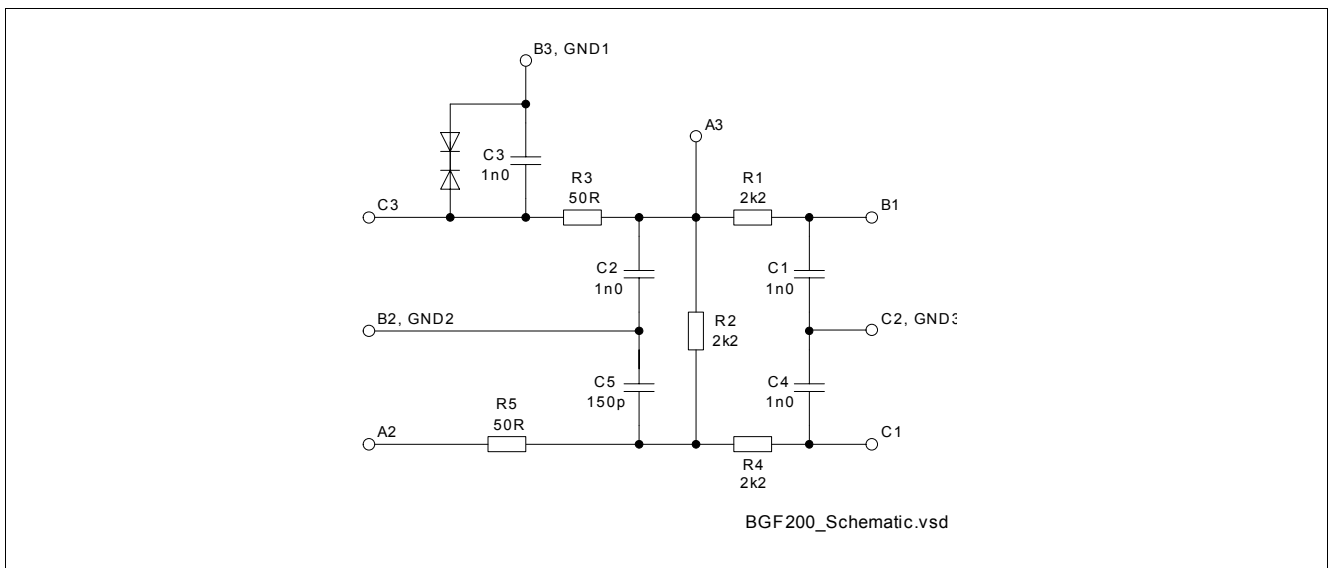 B3, GND1
A3
C3
1n0
R3
50R
R1
2k2
C3
B1
C2
1n0
C1
1n0
B2, GND2
R2
2k2
C2, GND3
C5
150p
C4
1n0
R5
50R
A2
C1
R4
2k2
BGF200_Schematic.vsd